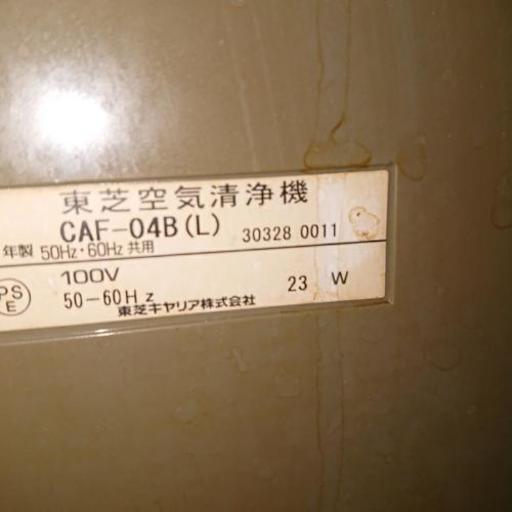 東芝空気清浄機
CAF-04B(L) 30328 0011
年製 50Hz・60Hz 共用
PS E 100V
50-60Hz 23 W
東芝キヤリア株式会社